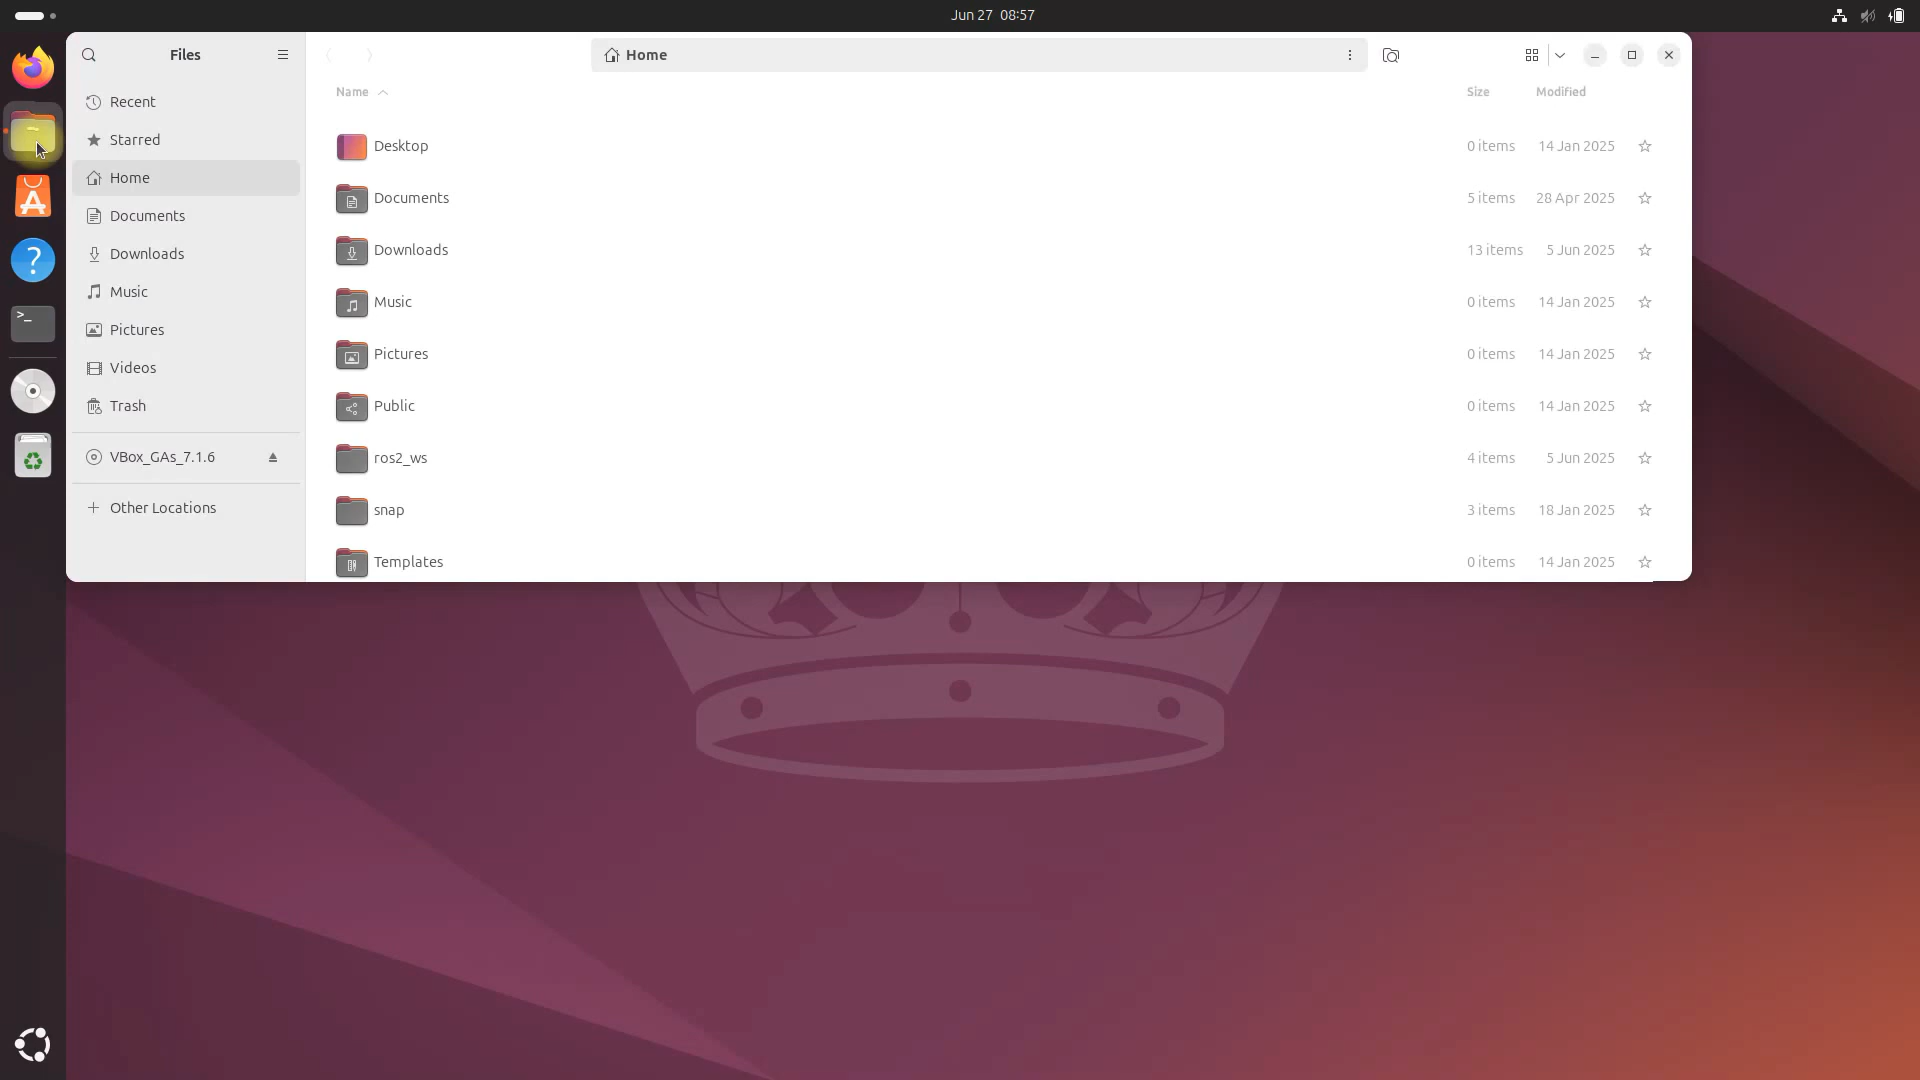 Jun 27 08:57
Files
Home
Name
Size
Modified
Recent
Starred
Home
Documents
Downloads
Music
Pictures
Videos
Trash
VBox_GAs_7.1.6
Other Locations
Desktop 0 items 14 Jan 2025
Documents 5 items 28 Apr 2025
Downloads 13 items 5 Jun 2025
Music 0 items 14 Jan 2025
Pictures 0 items 14 Jan 2025
Public 0 items 14 Jan 2025
ros2_ws 4 items 5 Jun 2025
snap 3 items 18 Jan 2025
Templates 0 items 14 Jan 2025